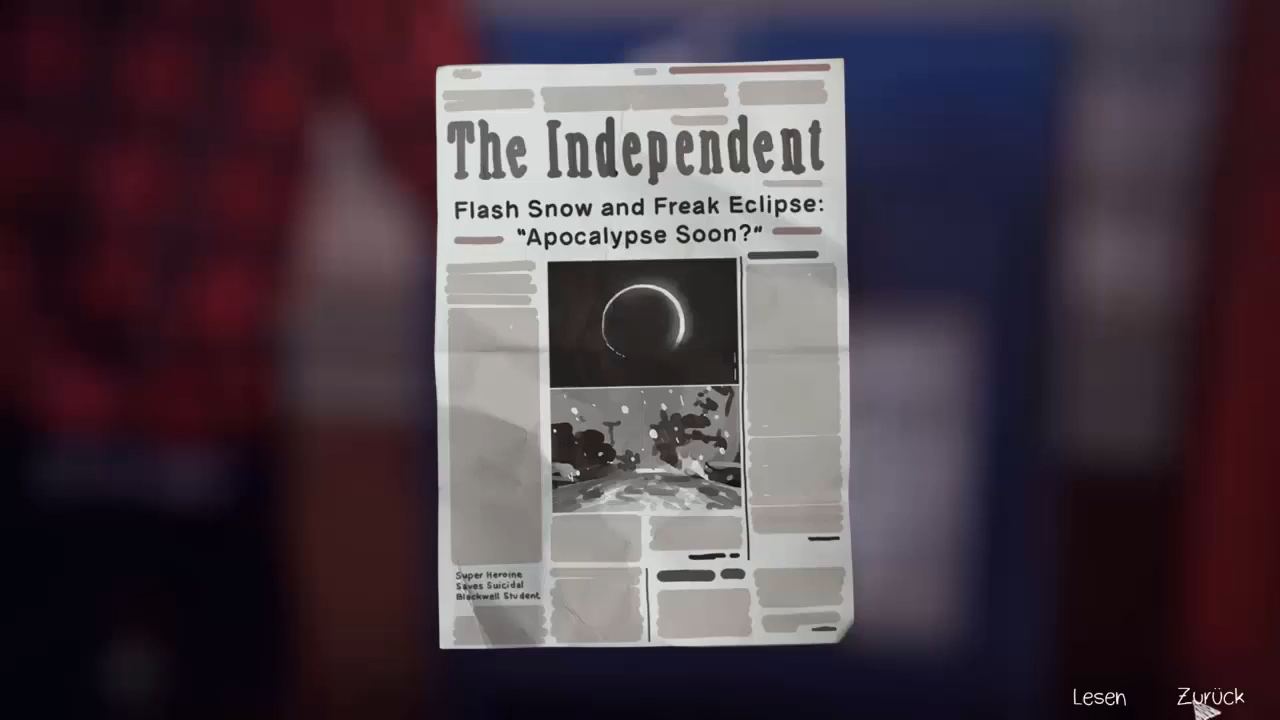 The Independent
Flash Snow and Freak Eclipse:
"Apocalypse Soon?"
Super Heroine
Saves Suicidal
Blackwell Student
Lesen
Zurück